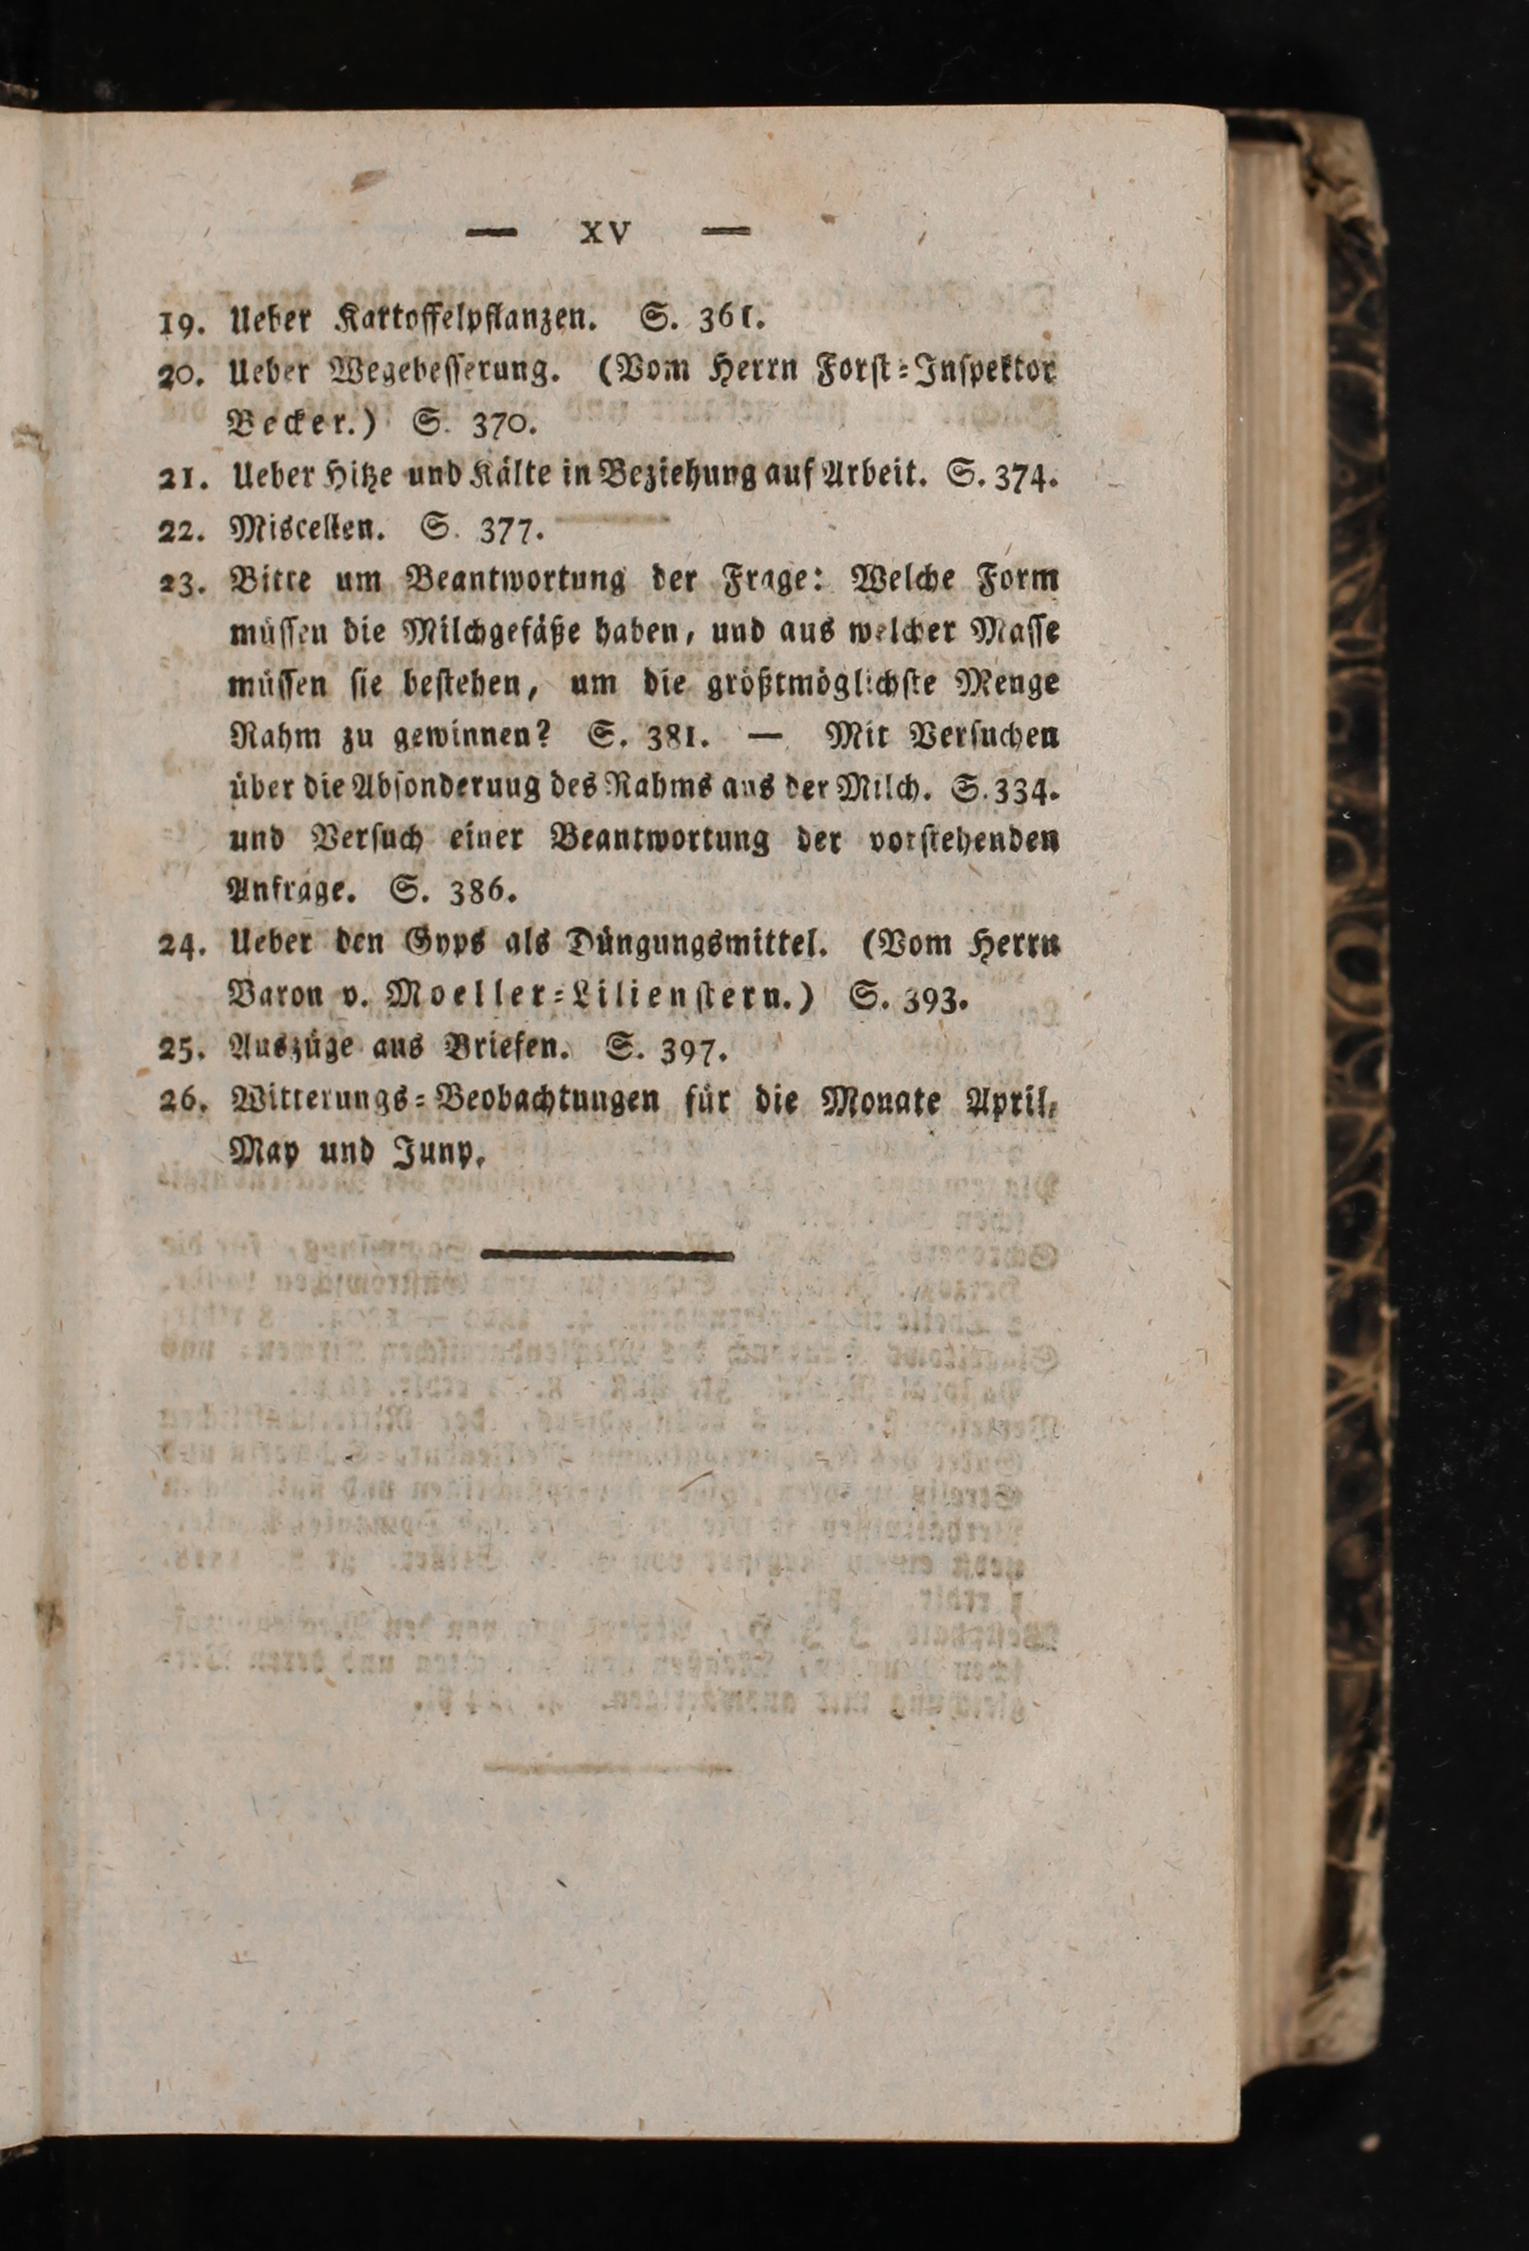 — XV —
19. Ueber Kartoffelpflanzen. S. 361.
20. Ueber Wegebesserung. (Vom Herrn Forst-Inspektor
Becker.) S. 370.
21. Ueber Hitze und Kälte in Beziehung auf Arbeit. S. 374.
22. Miscellen. S. 377.
23. Bitte um Beantwortung der Frage: Welche Form
müssen die Milchgefäße haben, und aus welcher Masse
müssen sie bestehen, um die größtmöglichste Menge
Rahm zu gewinnen? S. 381. — Mit Versuchen
über die Absonderuug des Rahms aus der Milch. S. 334.
und Versuch einer Beantwortung der vorstehenden
Anfrage. S. 386.
24. Ueber den Gyps als Düngungsmittel. (Vom Herrn
Baron v. Moeller-Lilienstern.) S. 393.
25. Auszüge aus Briefen. S. 397.
26. Witterungs-Beobachtungen für die Monate April,
May und Juny.